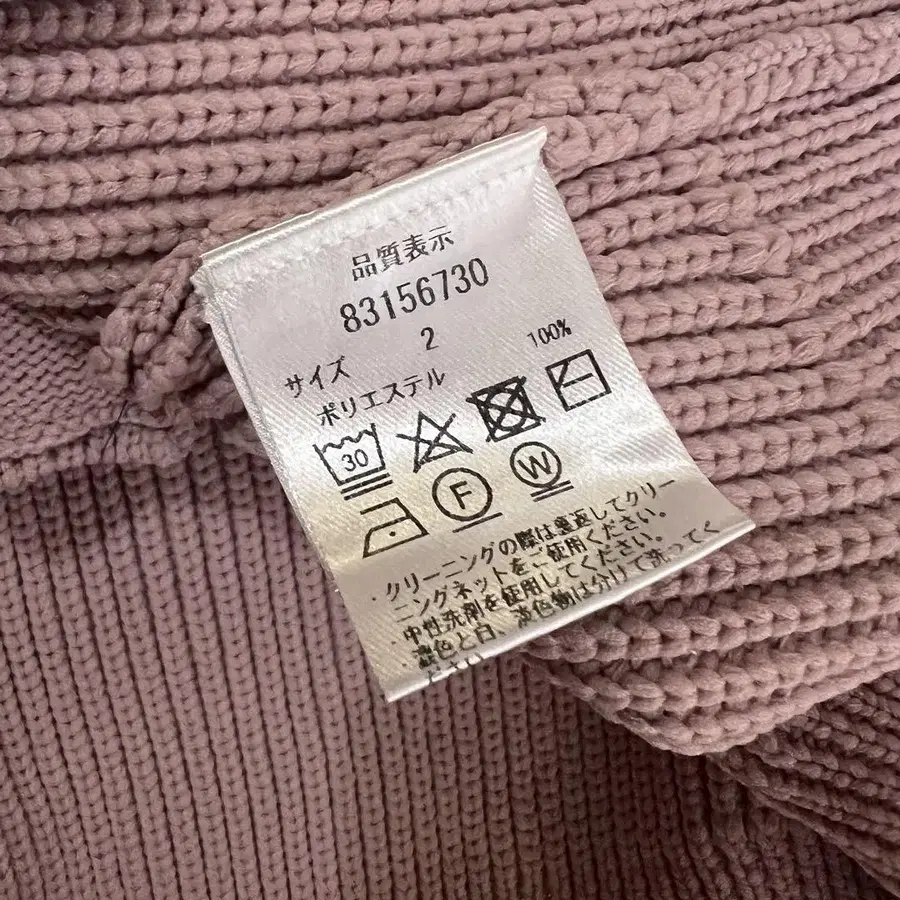 品質表示
83156730
サイズ 2
ポリエステル 100%
30
F W
・クリーニングの際は裏返してクリー
ニングネットをご使用ください。
中性洗剤を使用してください。
・濃色と白、淡色物は分けて洗ってく
ださい